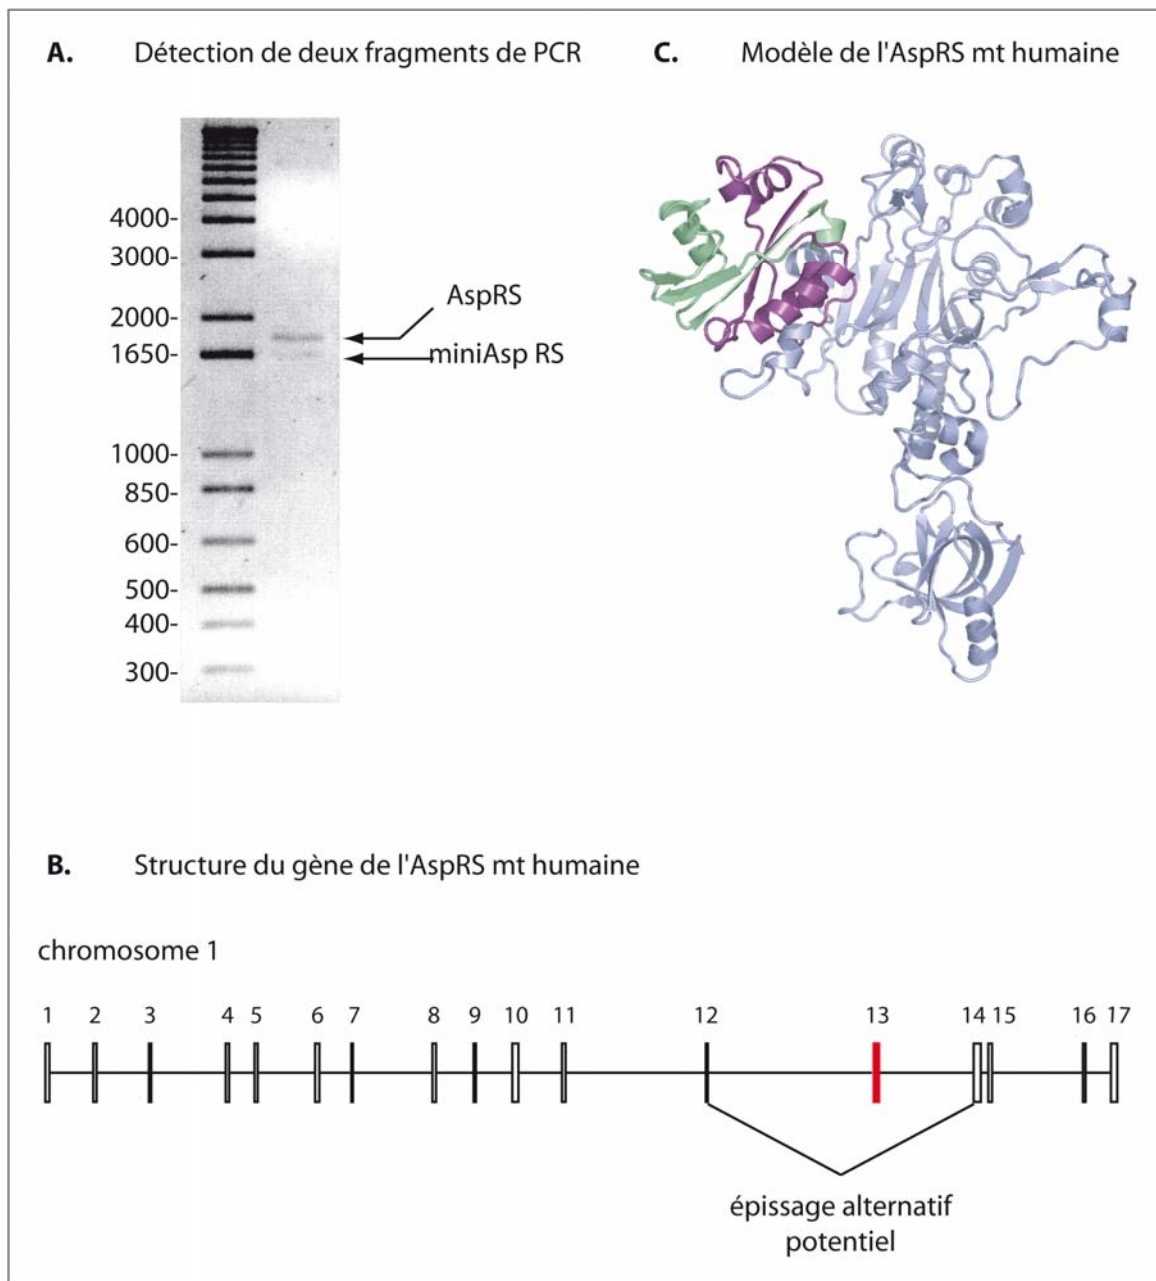 A. Détection de deux fragments de PCR
C. Modèle de l'AspRS mt humaine
4000-
3000-
2000-
1650-
1000-
850-
600-
500-
400-
300-
AspRS
miniAsp RS
B. Structure du gène de l'AspRS mt humaine
chromosome 1
1 2 3 4 5 6 7 8 9 10 11 12 13 14 15 16 17
épissage alternatif
potentiel